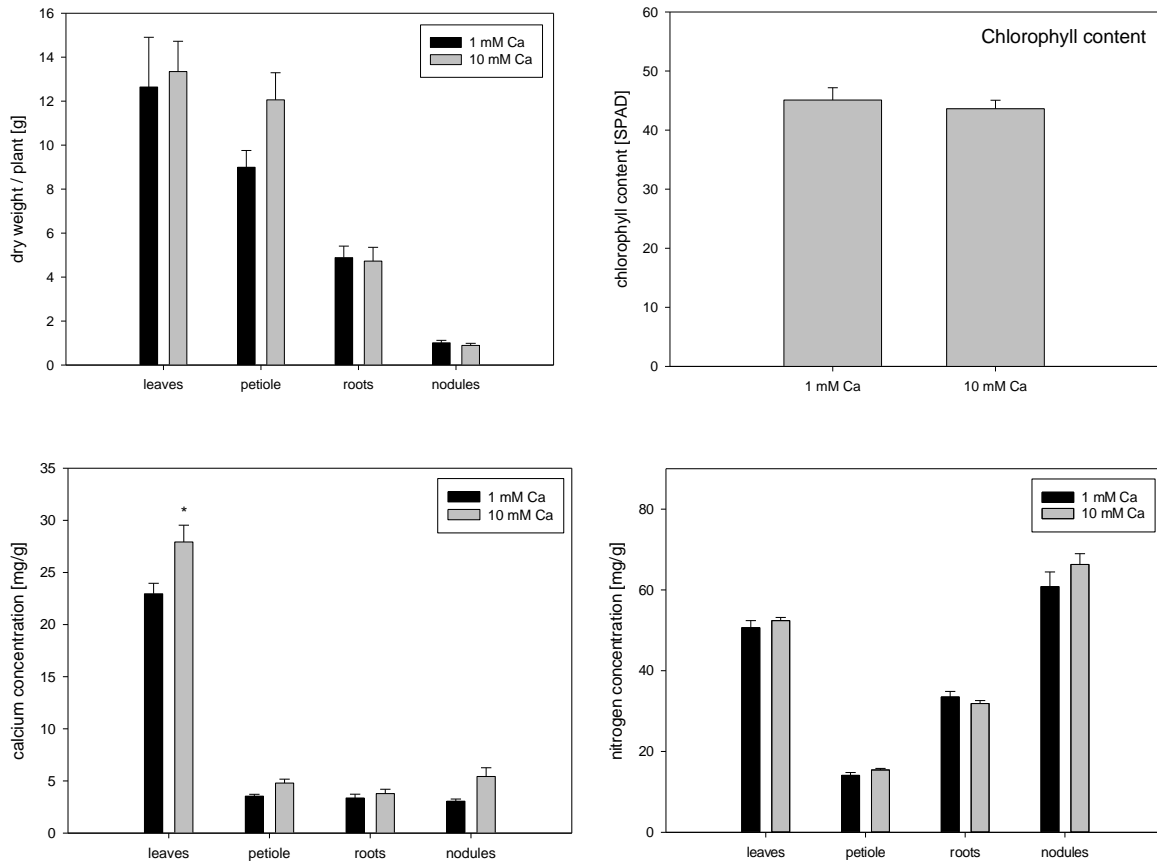 16
14
12
10
8
6
4
2
0
dry weight / plant [g]
1 mM Ca
10 mM Ca
leaves petiole roots nodules
60
50
40
30
20
10
0
chlorophyll content [SPAD]
Chlorophyll content
1 mM Ca 10 mM Ca
35
30
25
20
15
10
5
0
calcium concentration [mg/g]
1 mM Ca
10 mM Ca
*
leaves petiole roots nodules
80
60
40
20
0
nitrogen concentration [mg/g]
1 mM Ca
10 mM Ca
leaves petiole roots nodules